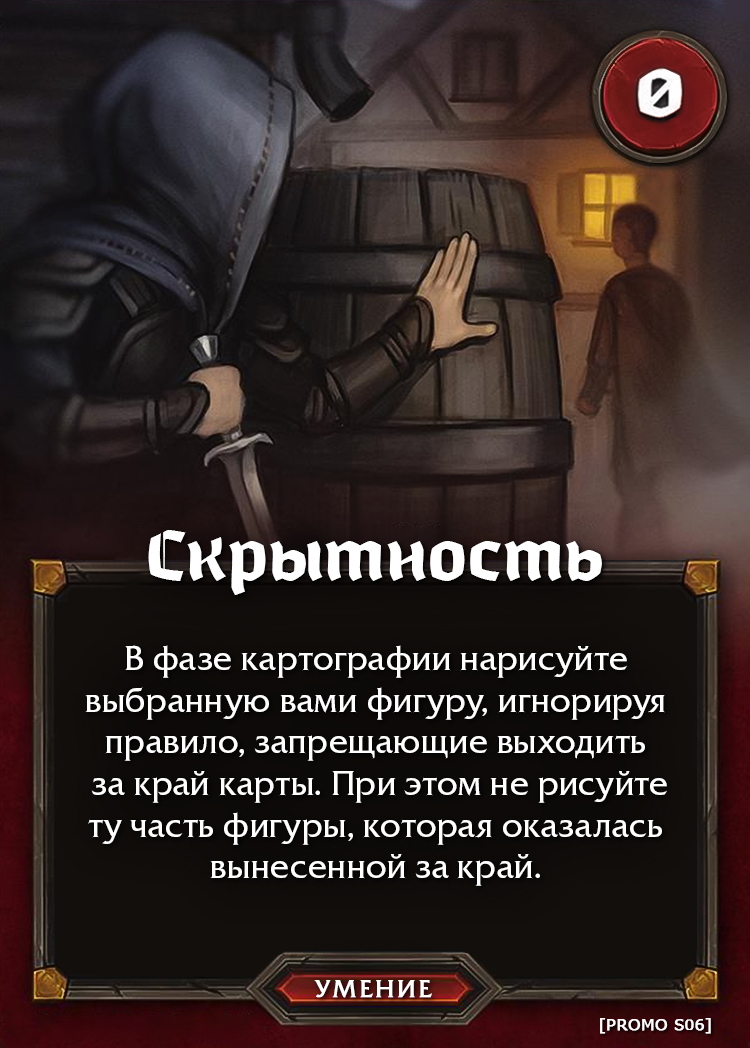 0
Скрытность
В фазе картографии нарисуйте
выбранную вами фигуру, игнорируя
правило, запрещающие выходить
за край карты. При этом не рисуйте
ту часть фигуры, которая оказалась
вынесенной за край.
УМЕНИЕ
[PROMO S06]